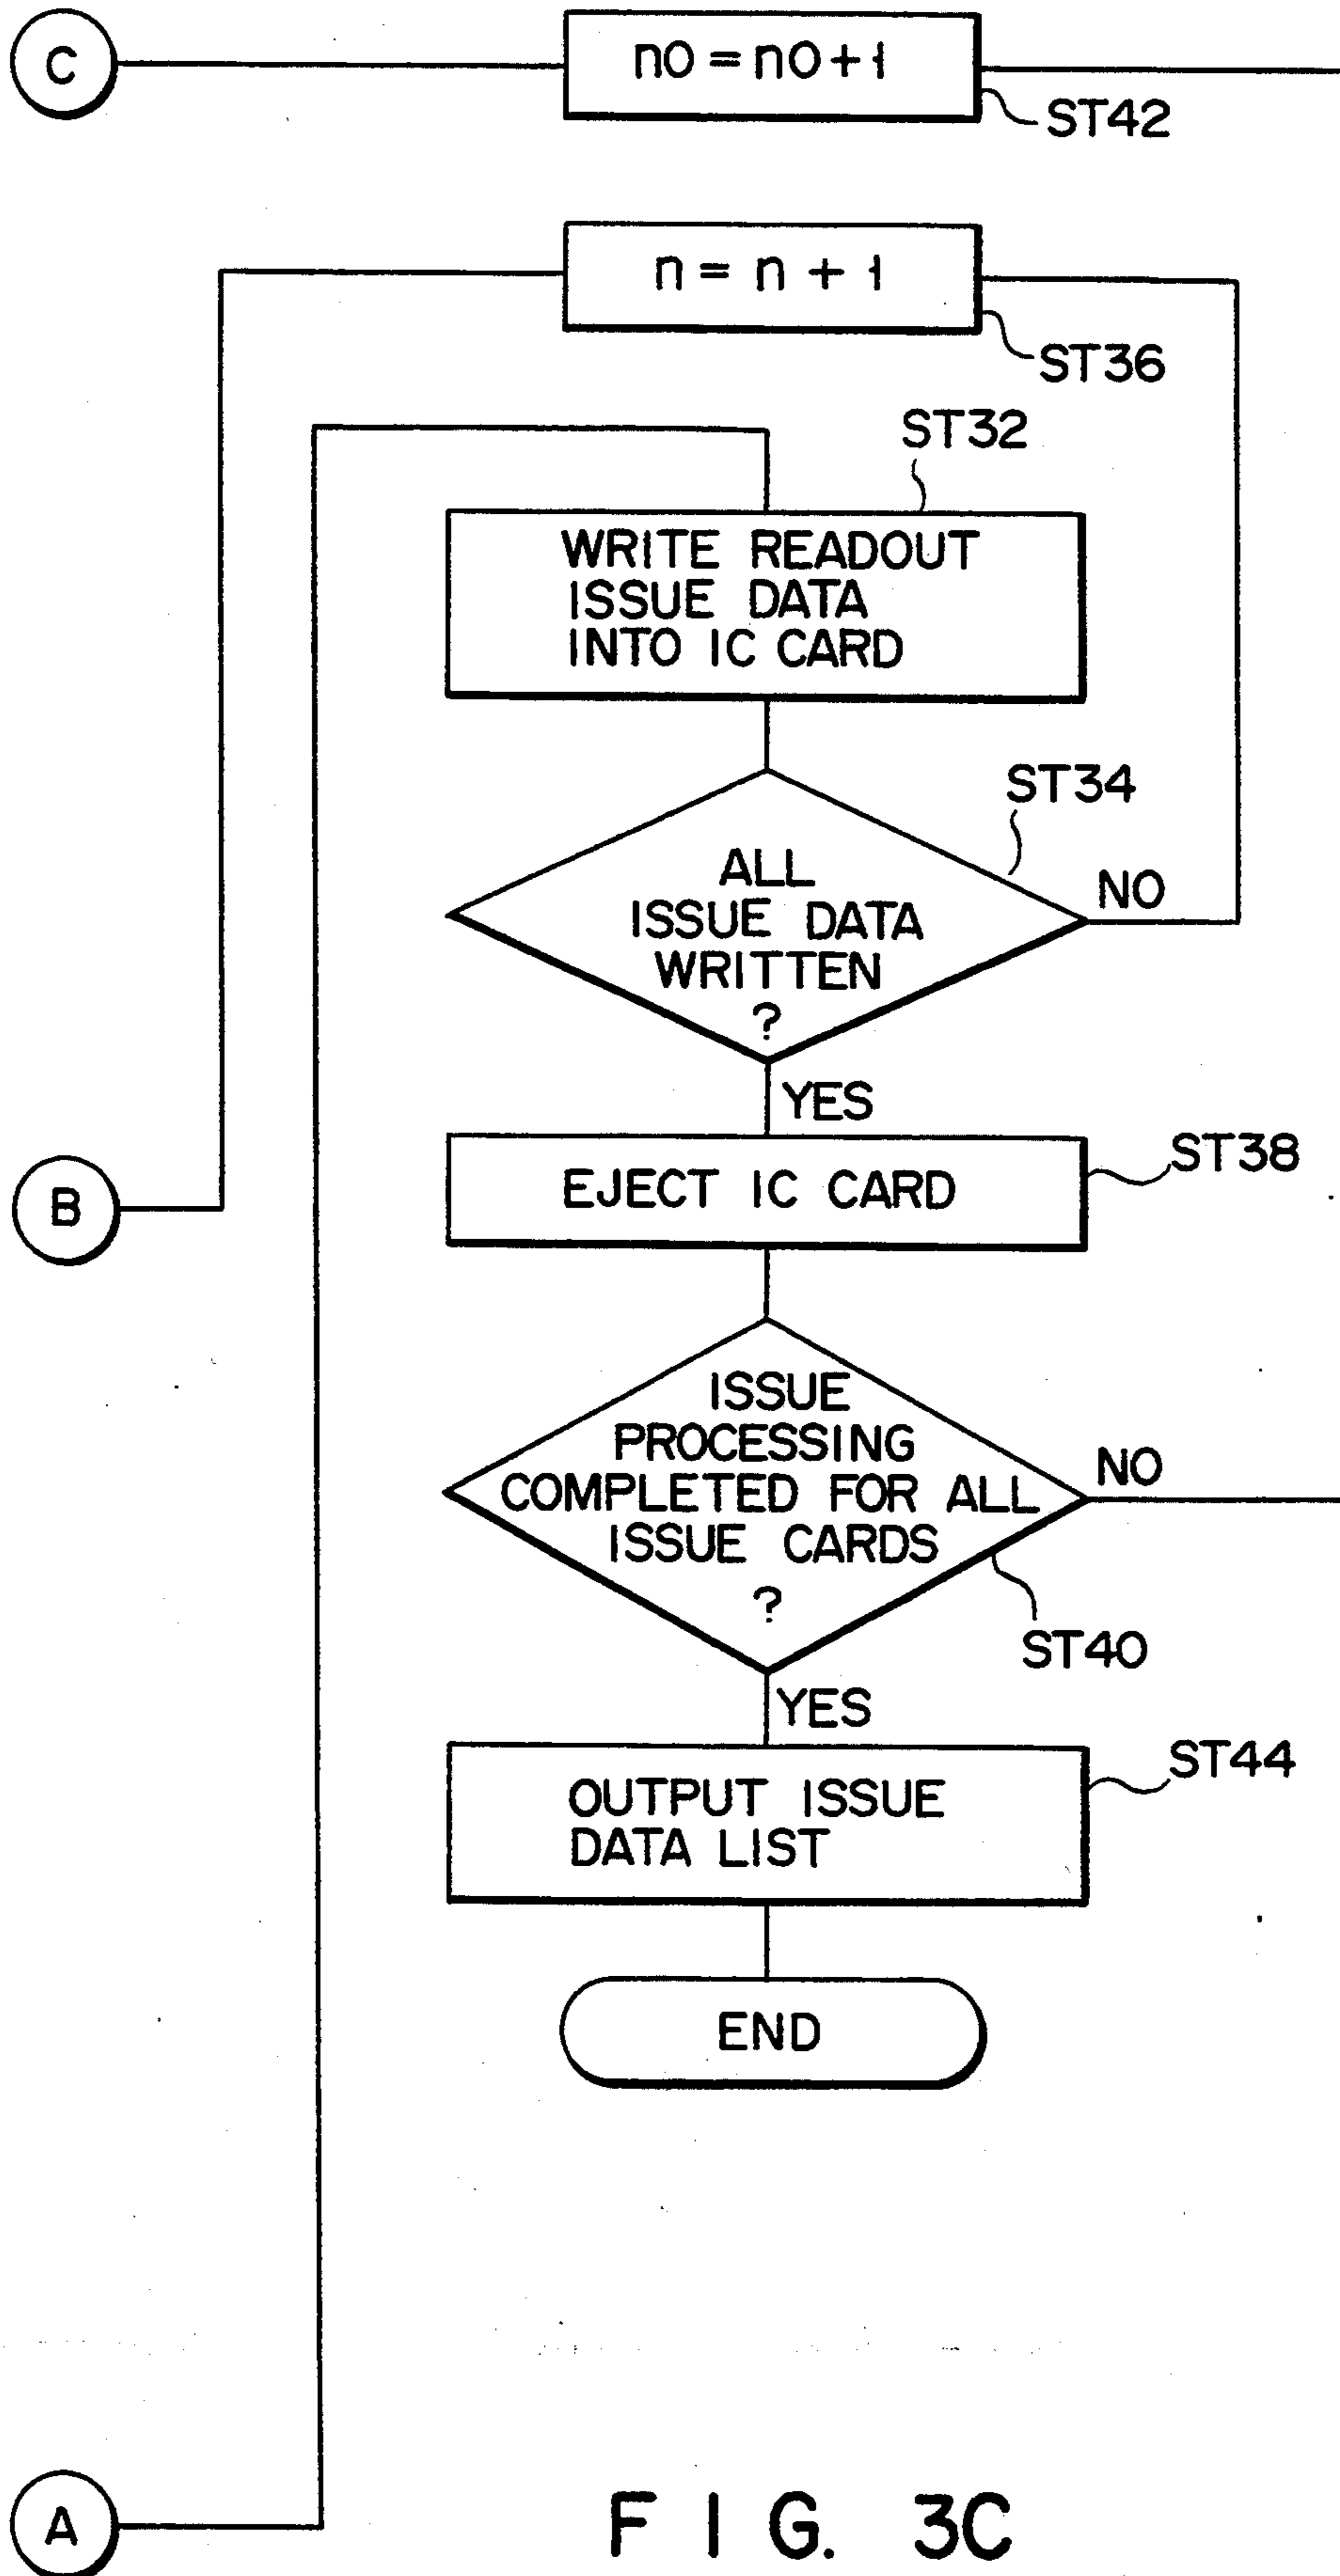 C
n0 = n0 + 1
ST42
n = n + 1
ST36
ST32
WRITE READOUT
ISSUE DATA
INTO IC CARD
ST34
ALL
ISSUE DATA
WRITTEN
?
NO
YES
B
EJECT IC CARD
ST38
ISSUE
PROCESSING
COMPLETED FOR ALL
ISSUE CARDS
?
NO
ST40
YES
OUTPUT ISSUE
DATA LIST
ST44
END
A
FIG. 3C